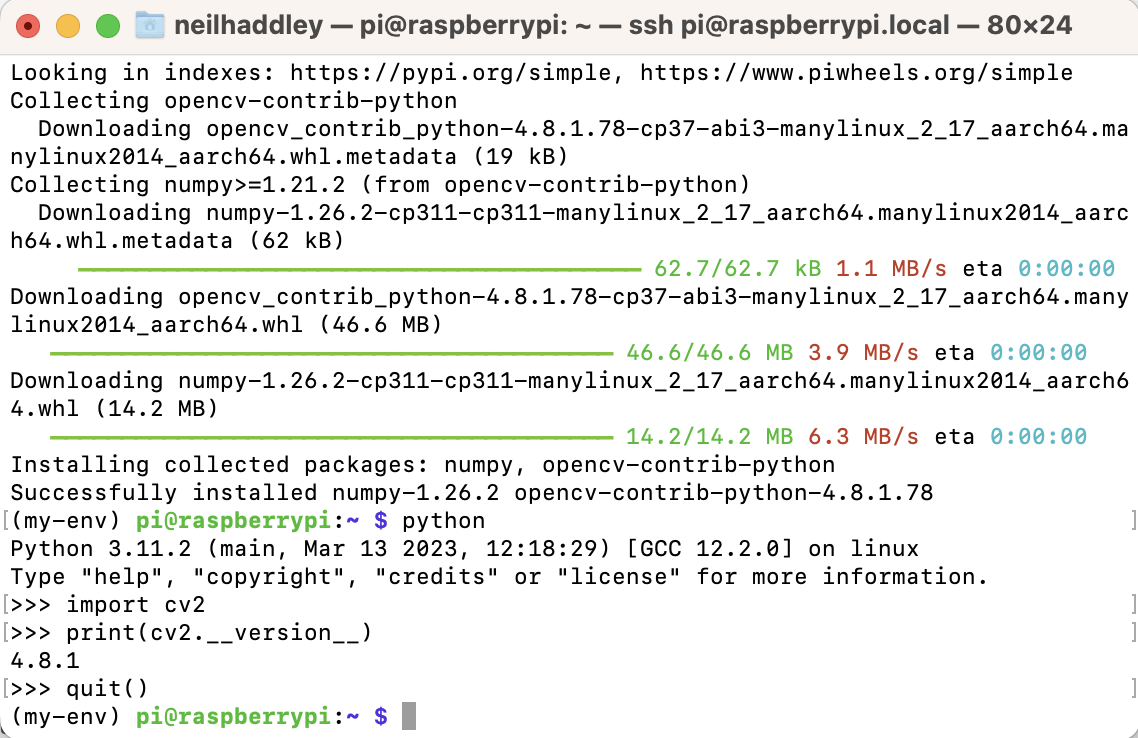 neilhaddley — pi@raspberrypi: ~ — ssh pi@raspberrypi.local — 80×24
Looking in indexes: https://pypi.org/simple, https://www.piwheels.org/simple
Collecting opencv-contrib-python
  Downloading opencv_contrib_python-4.8.1.78-cp37-abi3-manylinux_2_17_aarch64.ma
nylinux2014_aarch64.whl.metadata (19 kB)
Collecting numpy>=1.21.2 (from opencv-contrib-python)
  Downloading numpy-1.26.2-cp311-cp311-manylinux_2_17_aarch64.manylinux2014_aarc
h64.whl.metadata (62 kB)
62.7/62.7 kB 1.1 MB/s eta 0:00:00
Downloading opencv_contrib_python-4.8.1.78-cp37-abi3-manylinux_2_17_aarch64.many
linux2014_aarch64.whl (46.6 MB)
46.6/46.6 MB 3.9 MB/s eta 0:00:00
Downloading numpy-1.26.2-cp311-cp311-manylinux_2_17_aarch64.manylinux2014_aarch6
4.whl (14.2 MB)
14.2/14.2 MB 6.3 MB/s eta 0:00:00
Installing collected packages: numpy, opencv-contrib-python
Successfully installed numpy-1.26.2 opencv-contrib-python-4.8.1.78
[(my-env) pi@raspberrypi:~ $ python ]
Python 3.11.2 (main, Mar 13 2023, 12:18:29) [GCC 12.2.0] on linux
Type "help", "copyright", "credits" or "license" for more information.
[>>> import cv2 ]
[>>> print(cv2.__version__) ]
4.8.1
[>>> quit() ]
(my-env) pi@raspberrypi:~ $